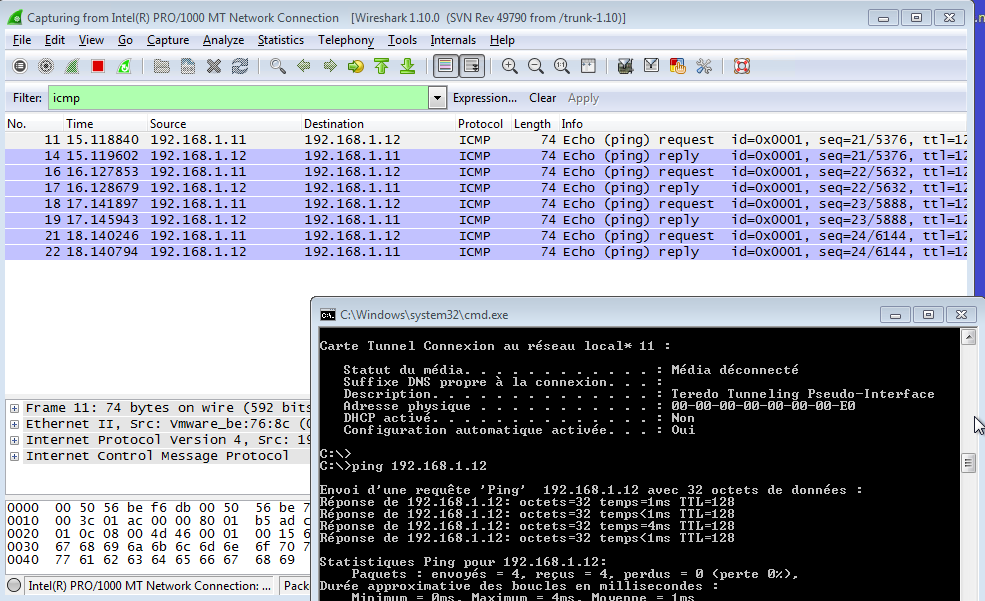 Capturing from Intel(R) PRO/1000 MT Network Connection [Wireshark 1.10.0 (SVN Rev 49790 from /trunk-1.10)]
File Edit View Go Capture Analyze Statistics Telephony Tools Internals Help
Filter: icmp Expression... Clear Apply
No. Time Source Destination Protocol Length Info
11 15.118840 192.168.1.11 192.168.1.12 ICMP 74 Echo (ping) request id=0x0001, seq=21/5376, ttl=12
14 15.119602 192.168.1.12 192.168.1.11 ICMP 74 Echo (ping) reply id=0x0001, seq=21/5376, ttl=12
16 16.127853 192.168.1.11 192.168.1.12 ICMP 74 Echo (ping) request id=0x0001, seq=22/5632, ttl=12
17 16.128679 192.168.1.12 192.168.1.11 ICMP 74 Echo (ping) reply id=0x0001, seq=22/5632, ttl=12
18 17.141897 192.168.1.11 192.168.1.12 ICMP 74 Echo (ping) request id=0x0001, seq=23/5888, ttl=12
19 17.145943 192.168.1.12 192.168.1.11 ICMP 74 Echo (ping) reply id=0x0001, seq=23/5888, ttl=12
21 18.140246 192.168.1.11 192.168.1.12 ICMP 74 Echo (ping) request id=0x0001, seq=24/6144, ttl=12
22 18.140794 192.168.1.12 192.168.1.11 ICMP 74 Echo (ping) reply id=0x0001, seq=24/6144, ttl=12
Frame 11: 74 bytes on wire (592 bits
Ethernet II, Src: Vmware_be:76:8c (
Internet Protocol Version 4, Src: 19
Internet Control Message Protocol
0000 00 50 56 be f6 db 00 50 56 be 7
0010 00 3c 01 ac 00 00 80 01 b5 ad c
0020 01 0c 08 00 4d 46 00 01 00 15 6
0030 67 68 69 6a 6b 6c 6d 6e 6f 70 7
0040 77 61 62 63 64 65 66 67 68 69
Intel(R) PRO/1000 MT Network Connection: ... Pack
C:\Windows\system32\cmd.exe
Carte Tunnel Connexion au réseau local* 11 :
Statut du média. . . . . . . . . . . . : Média déconnecté
Suffixe DNS propre à la connexion. . . :
Description. . . . . . . . . . . . . . : Teredo Tunneling Pseudo-Interface
Adresse physique . . . . . . . . . . . : 00-00-00-00-00-00-00-E0
DHCP activé. . . . . . . . . . . . . . : Non
Configuration automatique activée. . . : Oui
C:\>
C:\>ping 192.168.1.12
Envoi d'une requête 'Ping' 192.168.1.12 avec 32 octets de données :
Réponse de 192.168.1.12: octets=32 temps=1ms TTL=128
Réponse de 192.168.1.12: octets=32 temps<1ms TTL=128
Réponse de 192.168.1.12: octets=32 temps=4ms TTL=128
Réponse de 192.168.1.12: octets=32 temps<1ms TTL=128
Statistiques Ping pour 192.168.1.12:
Paquets : envoyés = 4, reçus = 4, perdus = 0 (perte 0%),
Durée approximative des boucles en millisecondes :
Minimum = 0ms, Maximum = 4ms, Moyenne = 1ms